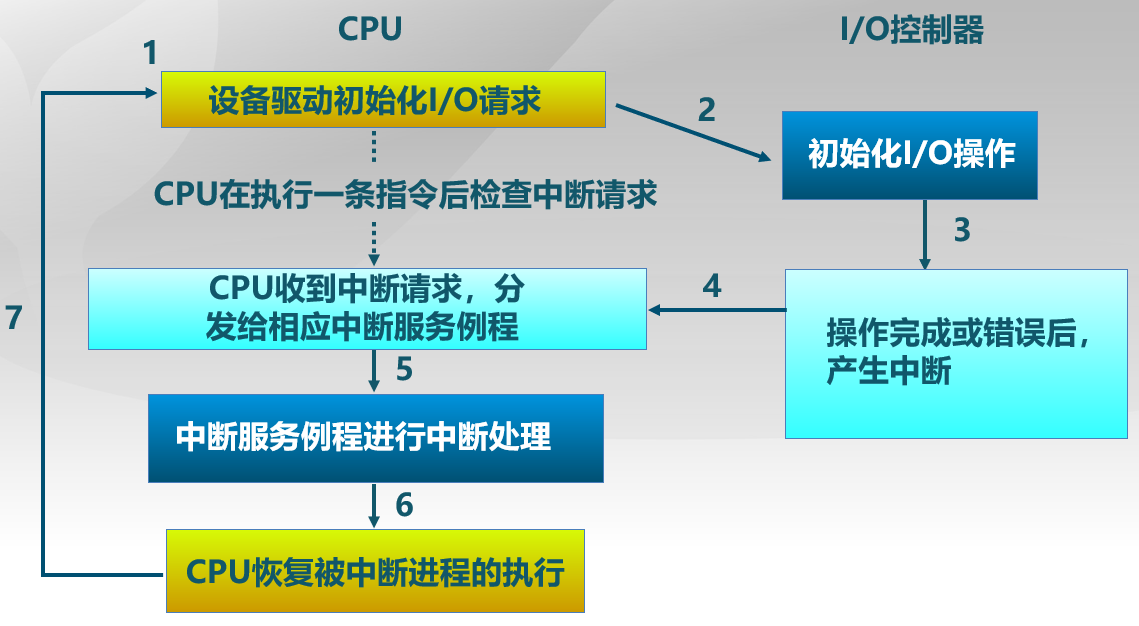 CPU
I/O控制器
1
设备驱动初始化I/O请求
2
初始化I/O操作
CPU在执行一条指令后检查中断请求
3
CPU收到中断请求，分
发给相应中断服务例程
4
操作完成或错误后，
产生中断
7
5
中断服务例程进行中断处理
6
CPU恢复被中断进程的执行